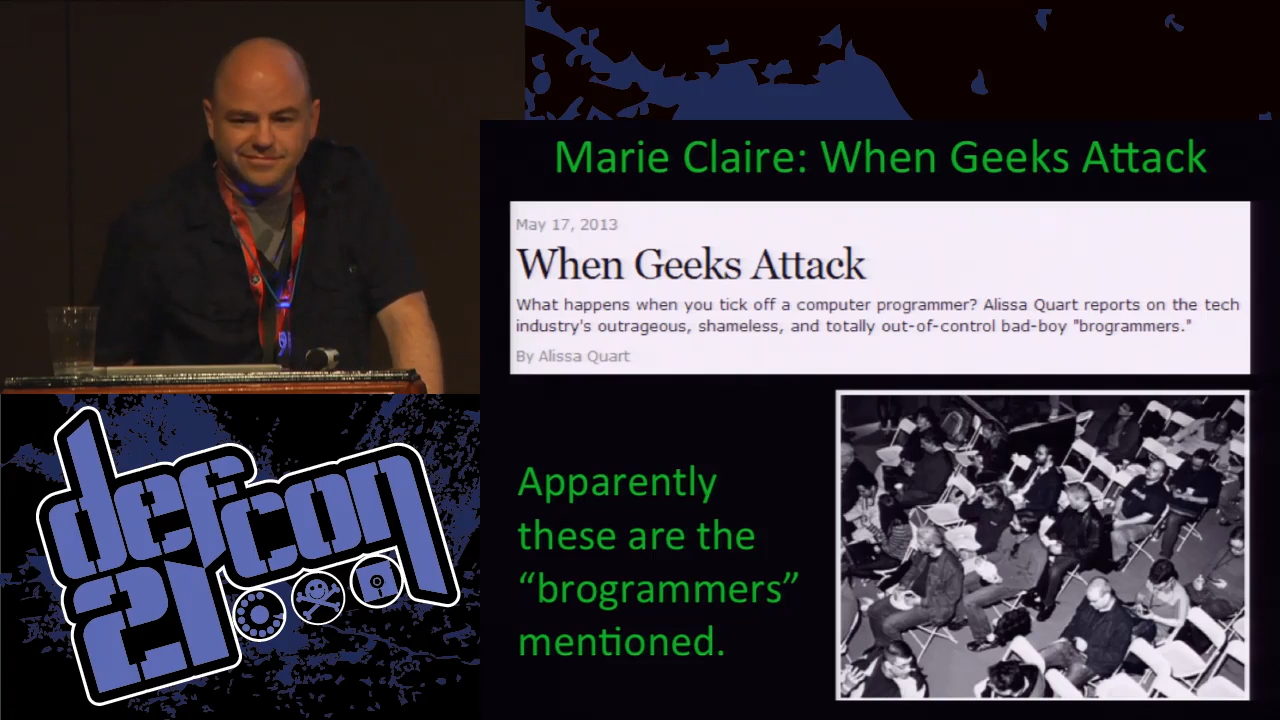 Marie Claire: When Geeks Attack
May 17, 2013
When Geeks Attack
What happens when you tick off a computer programmer? Alissa Quart reports on the tech
industry's outrageous, shameless, and totally out-of-control bad-boy "brogrammers."
By Alissa Quart
Apparently
these are the
“brogrammers”
mentioned.
defcon
21